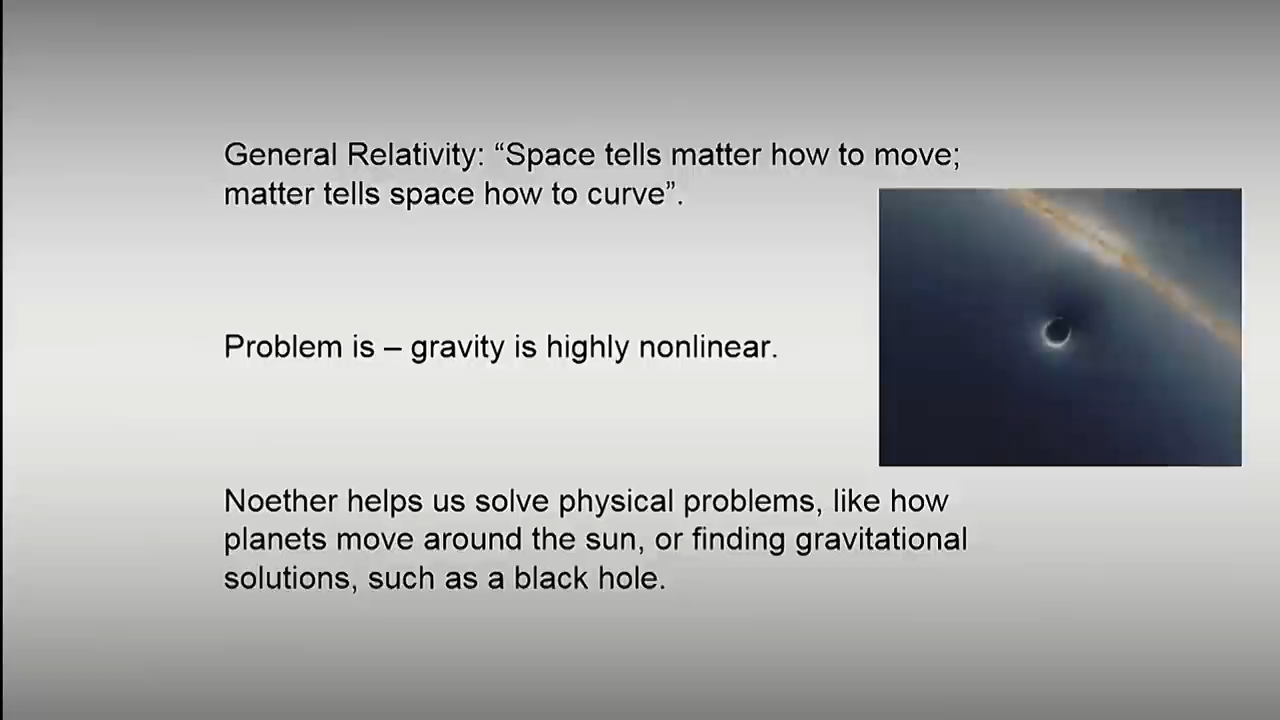 General Relativity: “Space tells matter how to move;
matter tells space how to curve”.
Problem is – gravity is highly nonlinear.
Noether helps us solve physical problems, like how
planets move around the sun, or finding gravitational
solutions, such as a black hole.